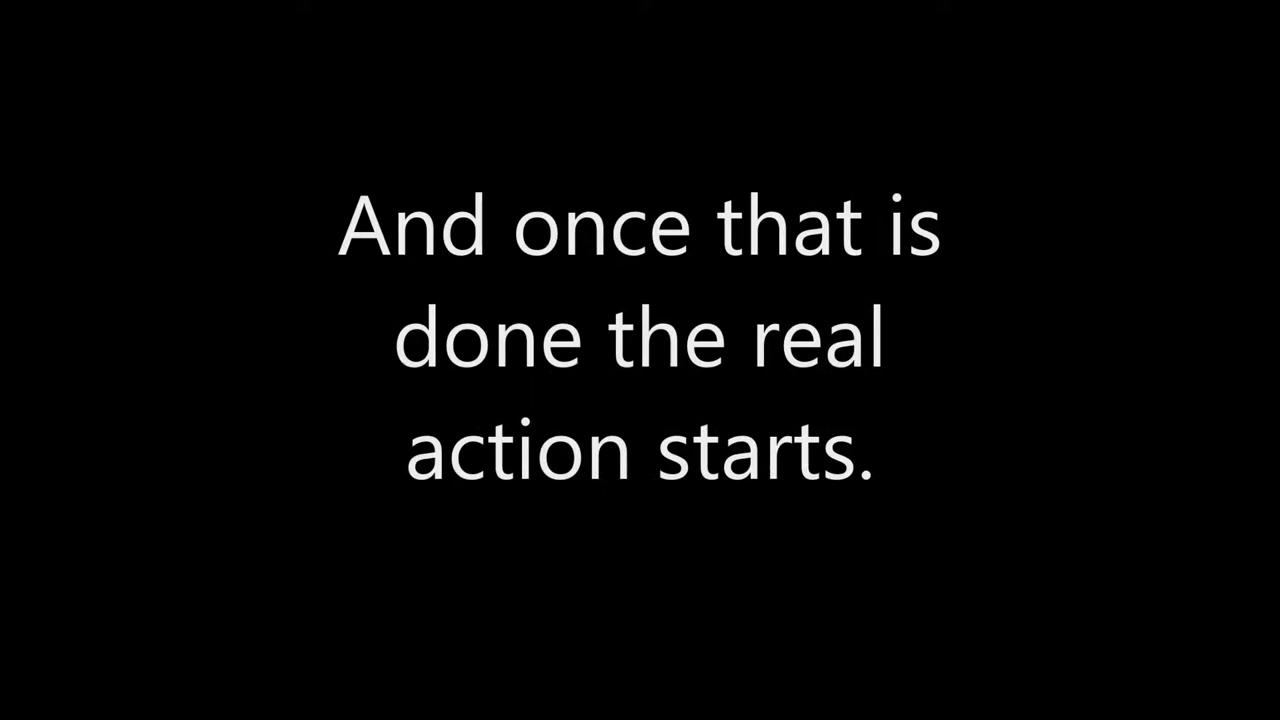 And once that is
done the real
action starts.